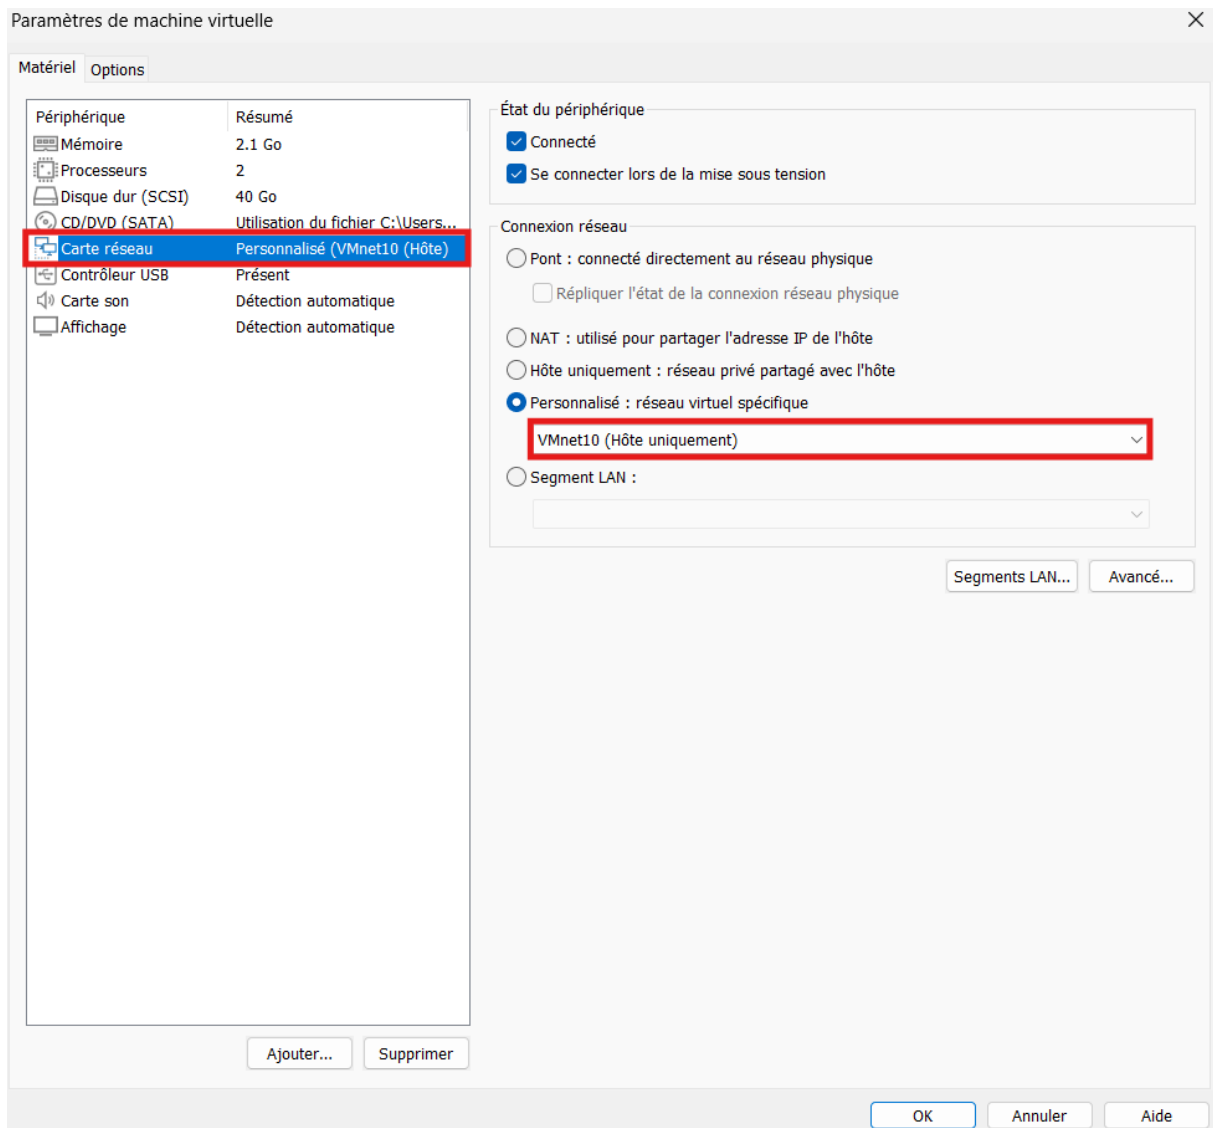 Paramètres de machine virtuelle
Matériel
Options
Périphérique Résumé
Mémoire 2.1 Go
Processeurs 2
Disque dur (SCSI) 40 Go
CD/DVD (SATA) Utilisation du fichier C:\Users...
Carte réseau Personnalisé (VMnet10 (Hôte)
Contrôleur USB Présent
Carte son Détection automatique
Affichage Détection automatique
Ajouter...
Supprimer
État du périphérique
Connecté
Se connecter lors de la mise sous tension
Connexion réseau
Pont : connecté directement au réseau physique
Répliquer l'état de la connexion réseau physique
NAT : utilisé pour partager l'adresse IP de l'hôte
Hôte uniquement : réseau privé partagé avec l'hôte
Personnalisé : réseau virtuel spécifique
VMnet10 (Hôte uniquement)
Segment LAN :
Segments LAN...
Avancé...
OK
Annuler
Aide